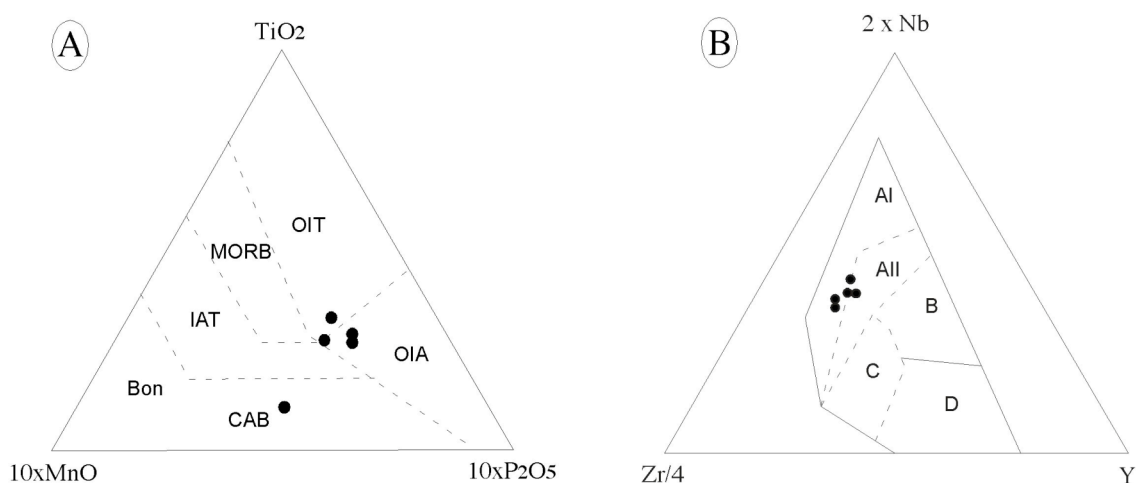 A
TiO2
OIT
MORB
IAT
OIA
Bon
CAB
10xMnO
10xP2O5
B
2 x Nb
AI
AII
B
C
D
Zr/4
Y